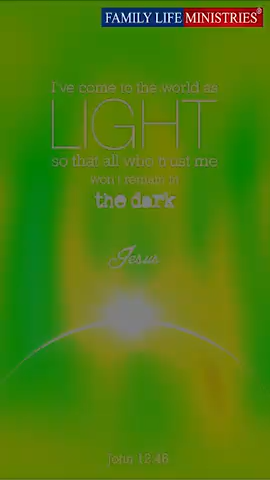 FAMILY LIFE MINISTRIES®
I've come to the world as
LIGHT
so that all who trust me
won't remain in
the dark
Jesus
John 12:46